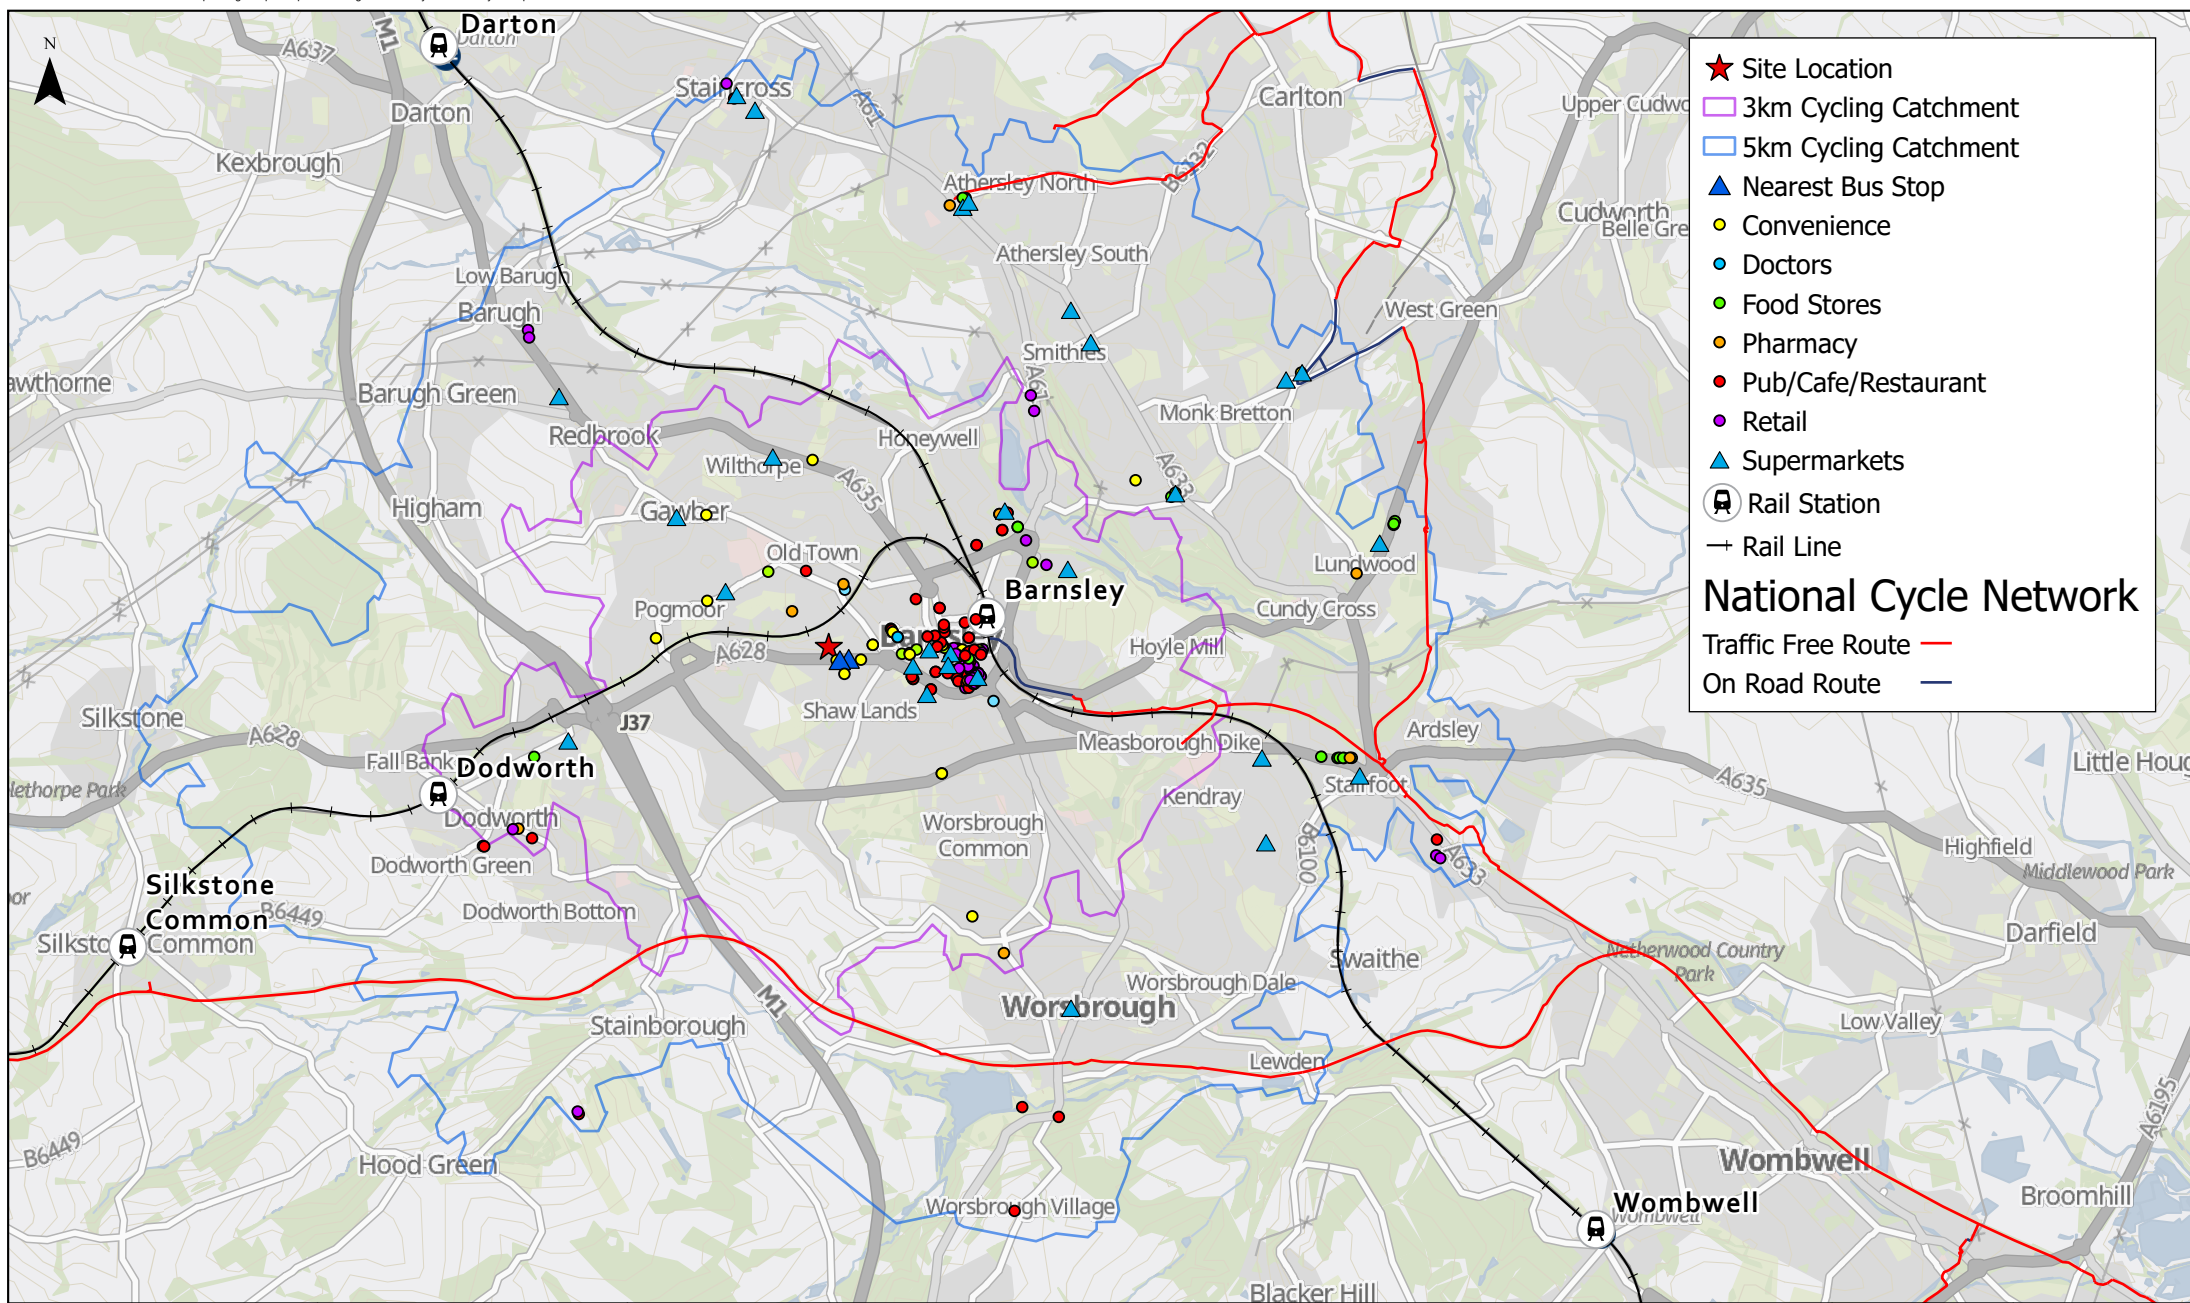 N
Darton
Darton
M1
A637
Staincross
A61
Carlton
Upper Cudwo
Darton
Kexbrough
Athersley North
B6132
Cudworth
Belle Gre
Athersley South
Low Barugh
Barugh
West Green
Smithies
A61
awthorne
Barugh Green
Monk Bretton
Redbrook
Honeywell
Wilthorpe
A635
A633
Higham
Gawber
Old Town
Lundwood
Barnsley
Pogmoor
Cundy Cross
Barnsley
Hoyle Mill
A628
Silkstone
Shaw Lands
J37
A628
Measborough Dike
Ardsley
Fall Bank
Dodworth
Little Houg
lethorpe Park
Stairfoot
A635
Kendray
Dodworth
Worsbrough
Common
B6100
A633
Highfield
Dodworth Green
Middlewood Park
Silkstone
Common
oor
B6449
Dodworth Bottom
Silksto
Common
Darfield
Netherwood Country
Park
Swaithe
Worsbrough Dale
Worsbrough
M1
Stainborough
Low Valley
Lewden
A6195
B6449
Hood Green
Wombwell
Wombwell
Wombwell
Broomhill
Worsbrough Village
Blacker Hill
Site Location
3km Cycling Catchment
5km Cycling Catchment
Nearest Bus Stop
Convenience
Doctors
Food Stores
Pharmacy
Pub/Cafe/Restaurant
Retail
Supermarkets
Rail Station
Rail Line
National Cycle Network
Traffic Free Route
On Road Route